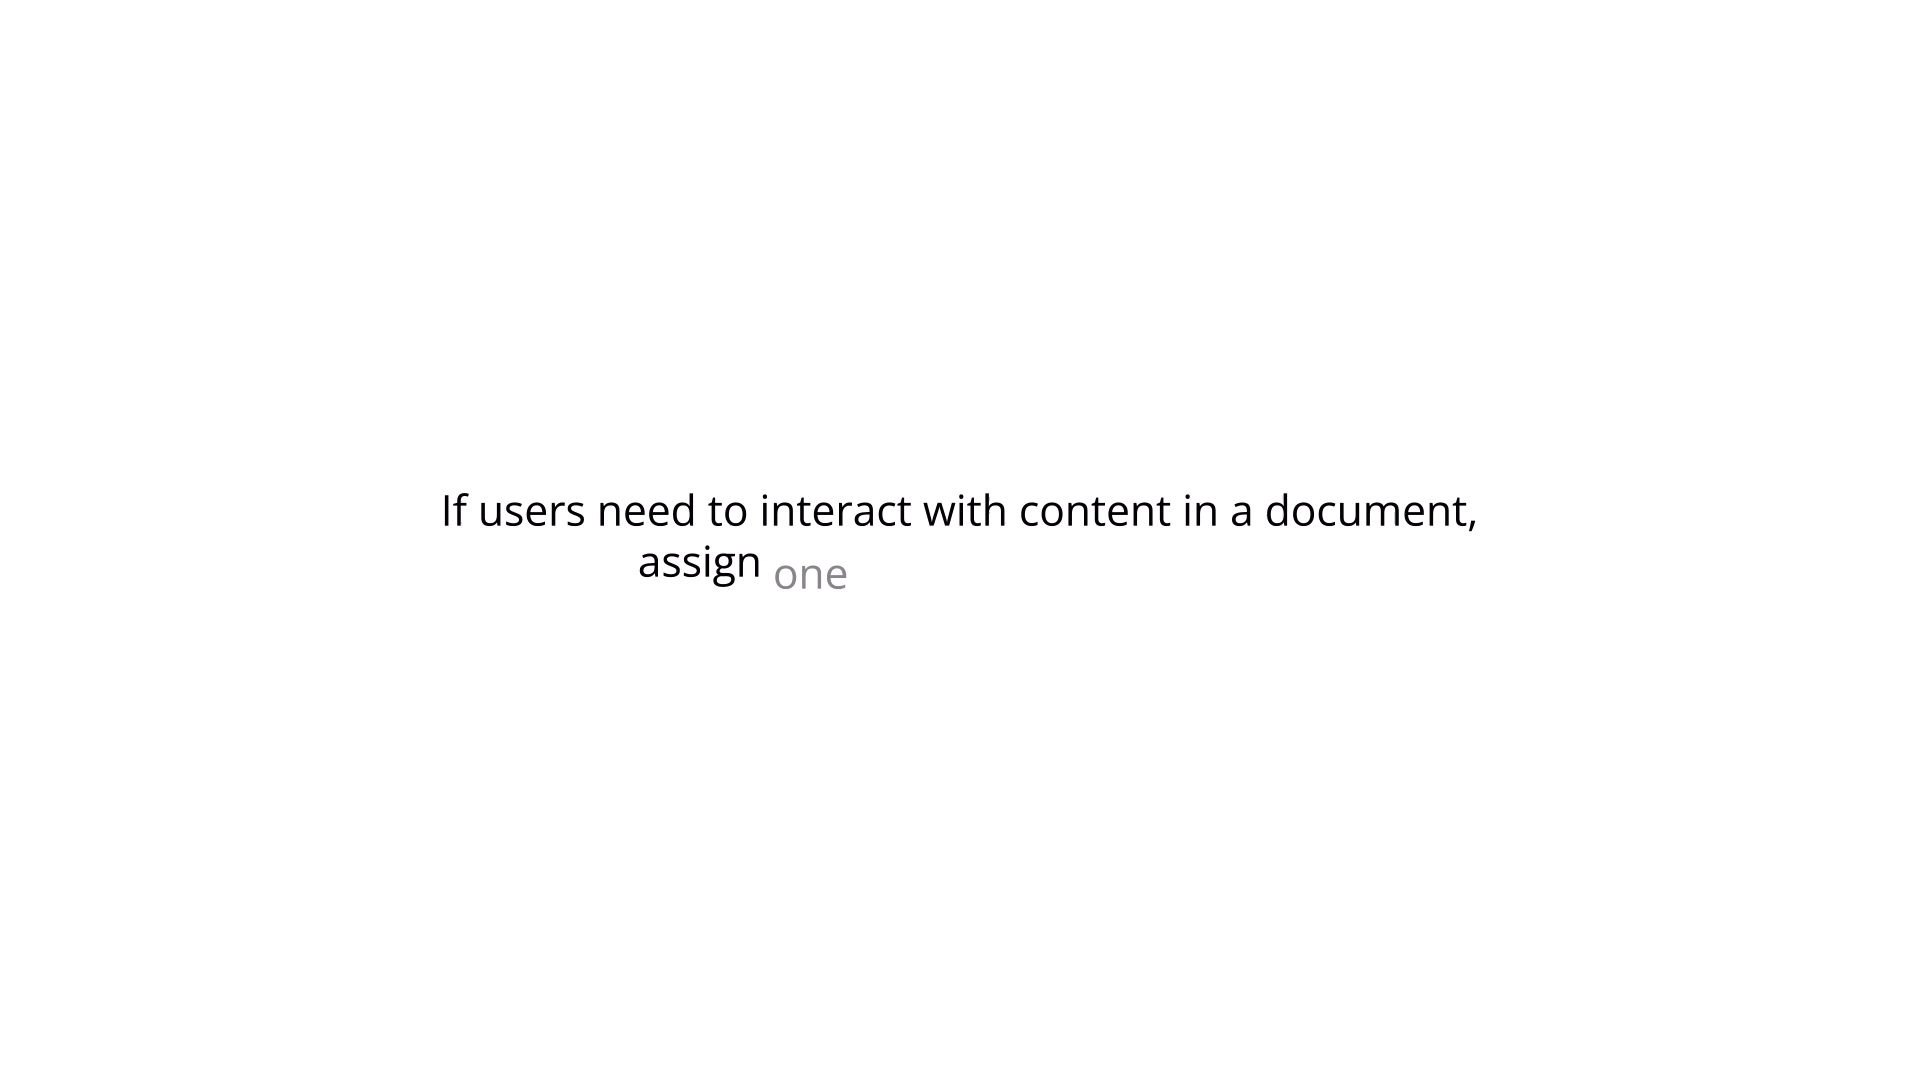 If users need to interact with content in a document,
assign one